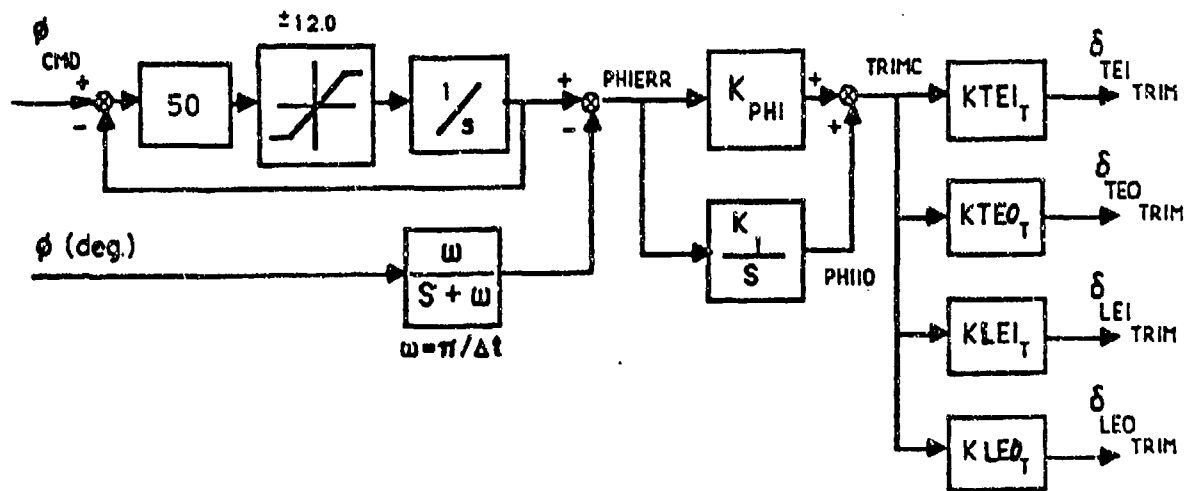 ϕ
CMD
+
-
50
±12.0
1/s
+
-
PHIERR
K
PHI
+
+
TRIMC
KTEI T
δ TEI TRIM
KTEO T
δ TEO TRIM
ϕ (deg.)
ω
S + ω
ω=π/Δt
K I
S
PHIIO
KLEI T
δ LEI TRIM
KLEO T
δ LEO TRIM